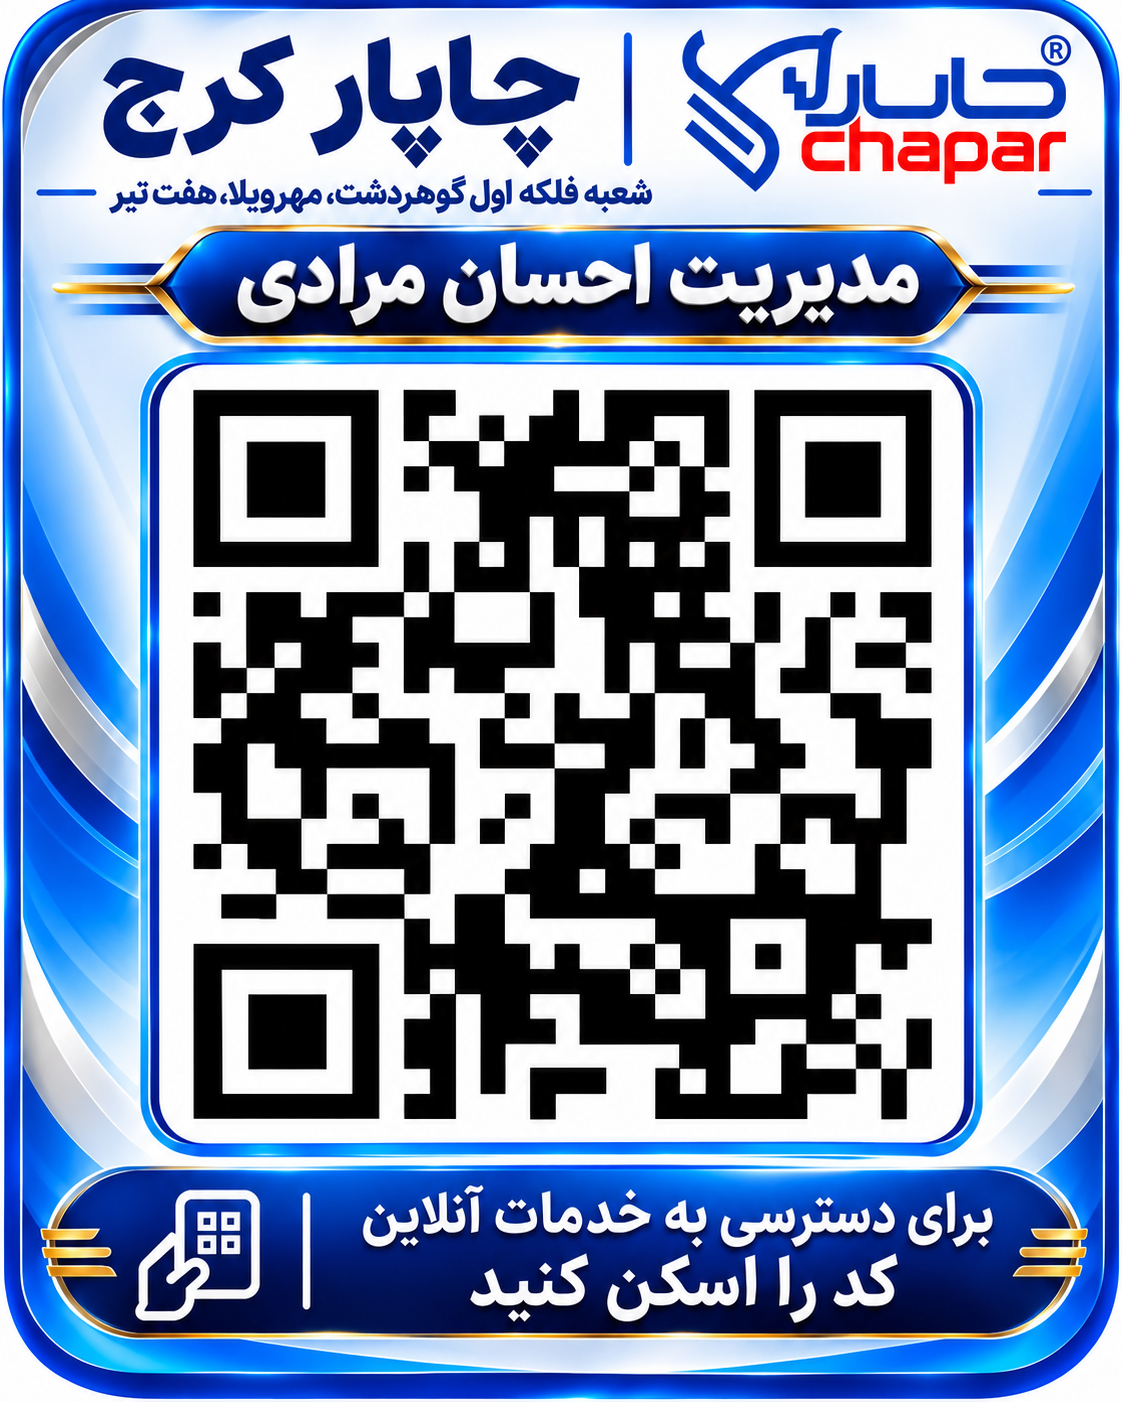 چاپار ®
chapar
چاپار کرج
شعبه فلکه اول گوهردشت، مهرویلا، هفت تیر
مدیریت احسان مرادی
برای دسترسی به خدمات آنلاین
کد را اسکن کنید